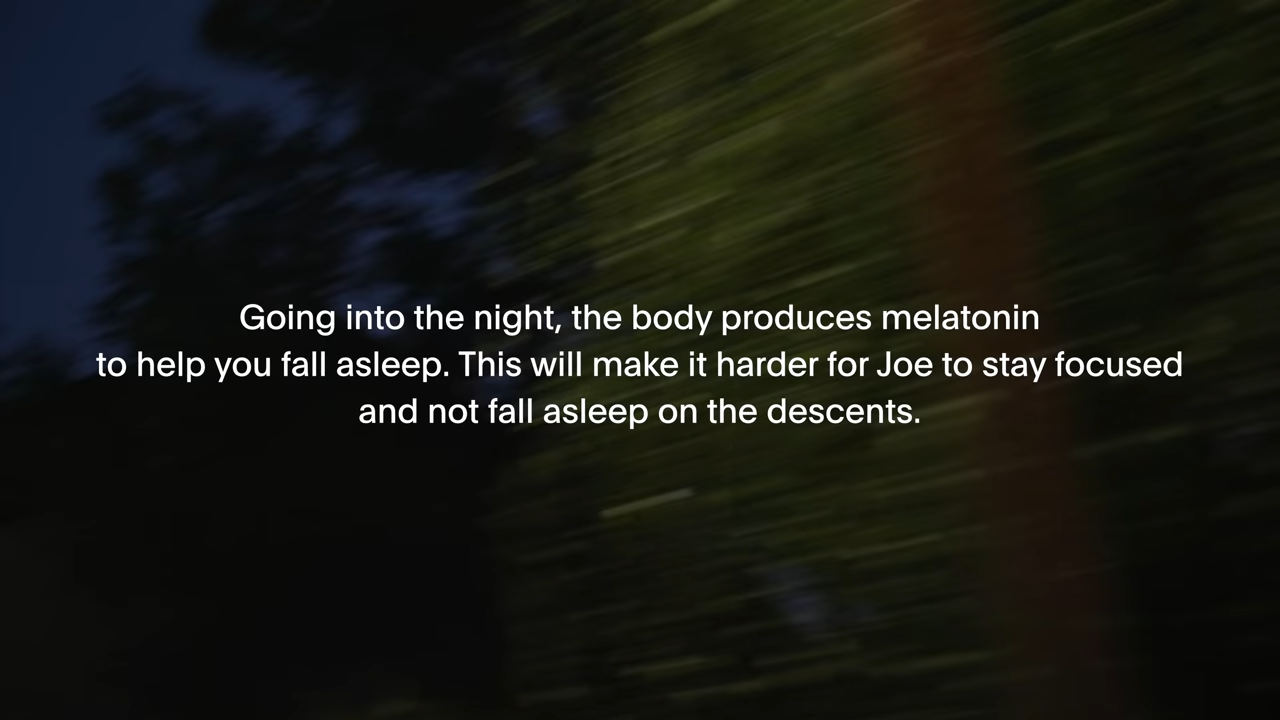 Going into the night, the body produces melatonin
to help you fall asleep. This will make it harder for Joe to stay focused
and not fall asleep on the descents.